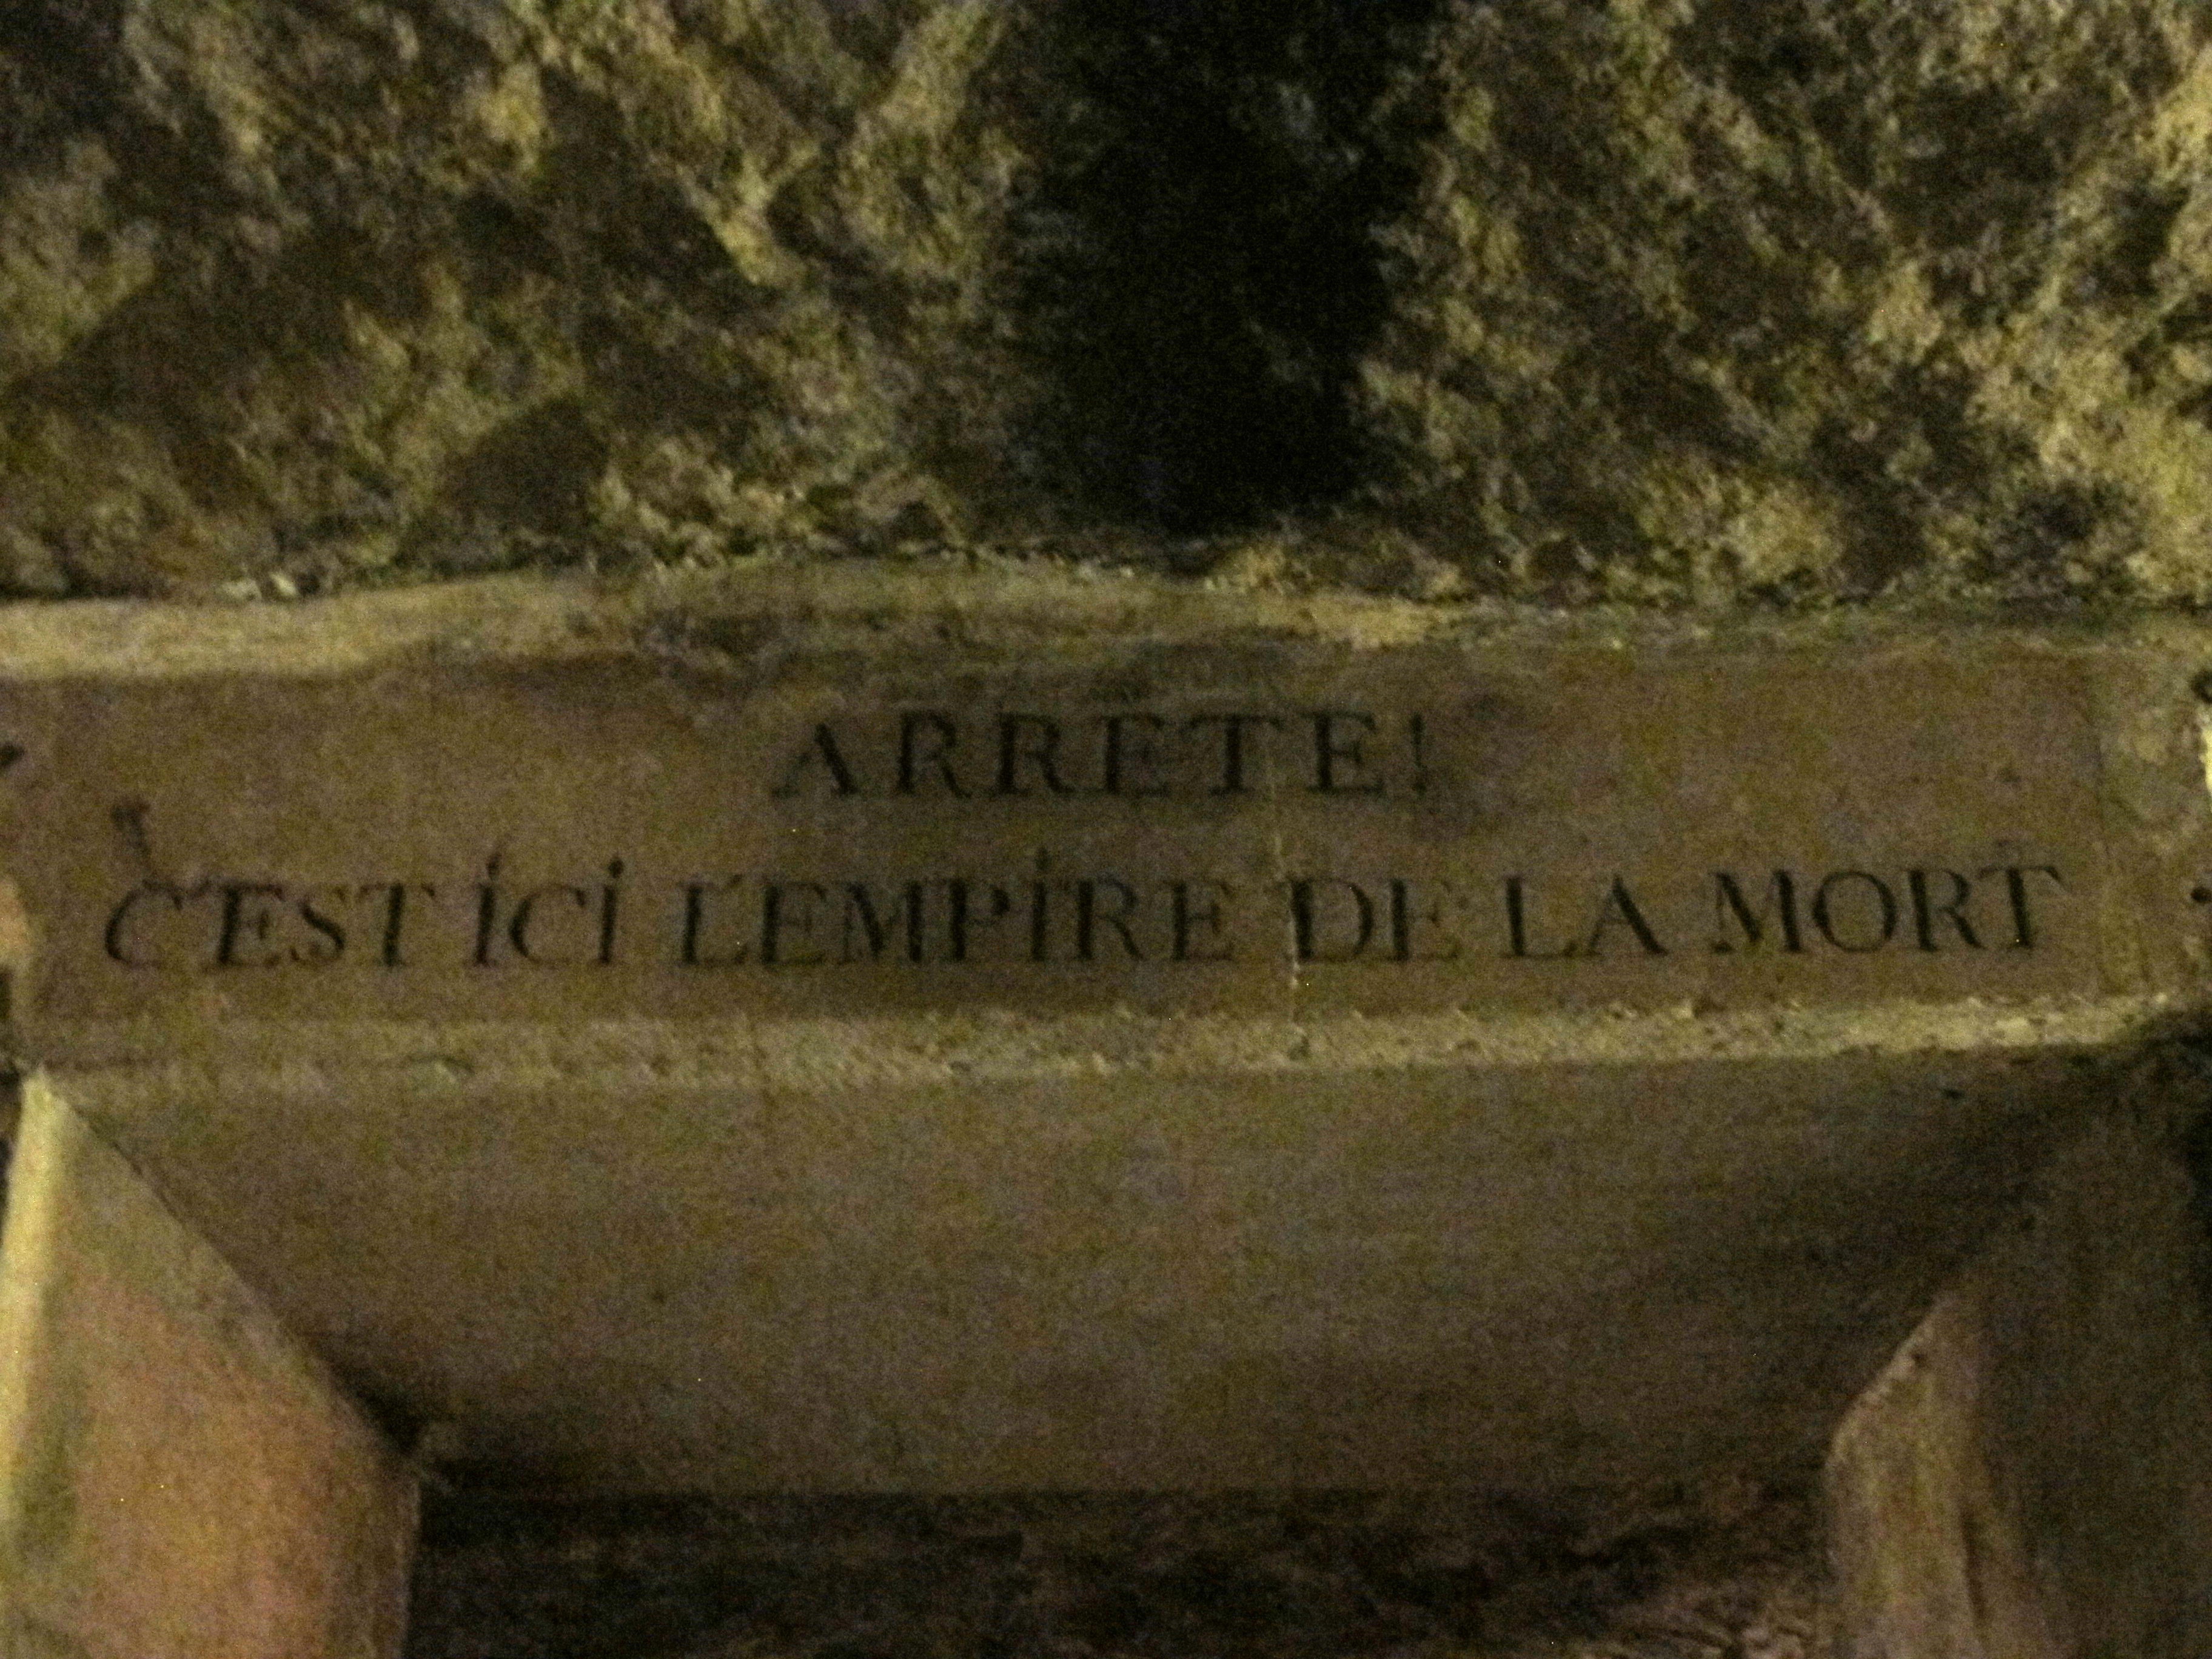 ARRETE!
C'EST iCi L'EMPiRE DE LA MORT